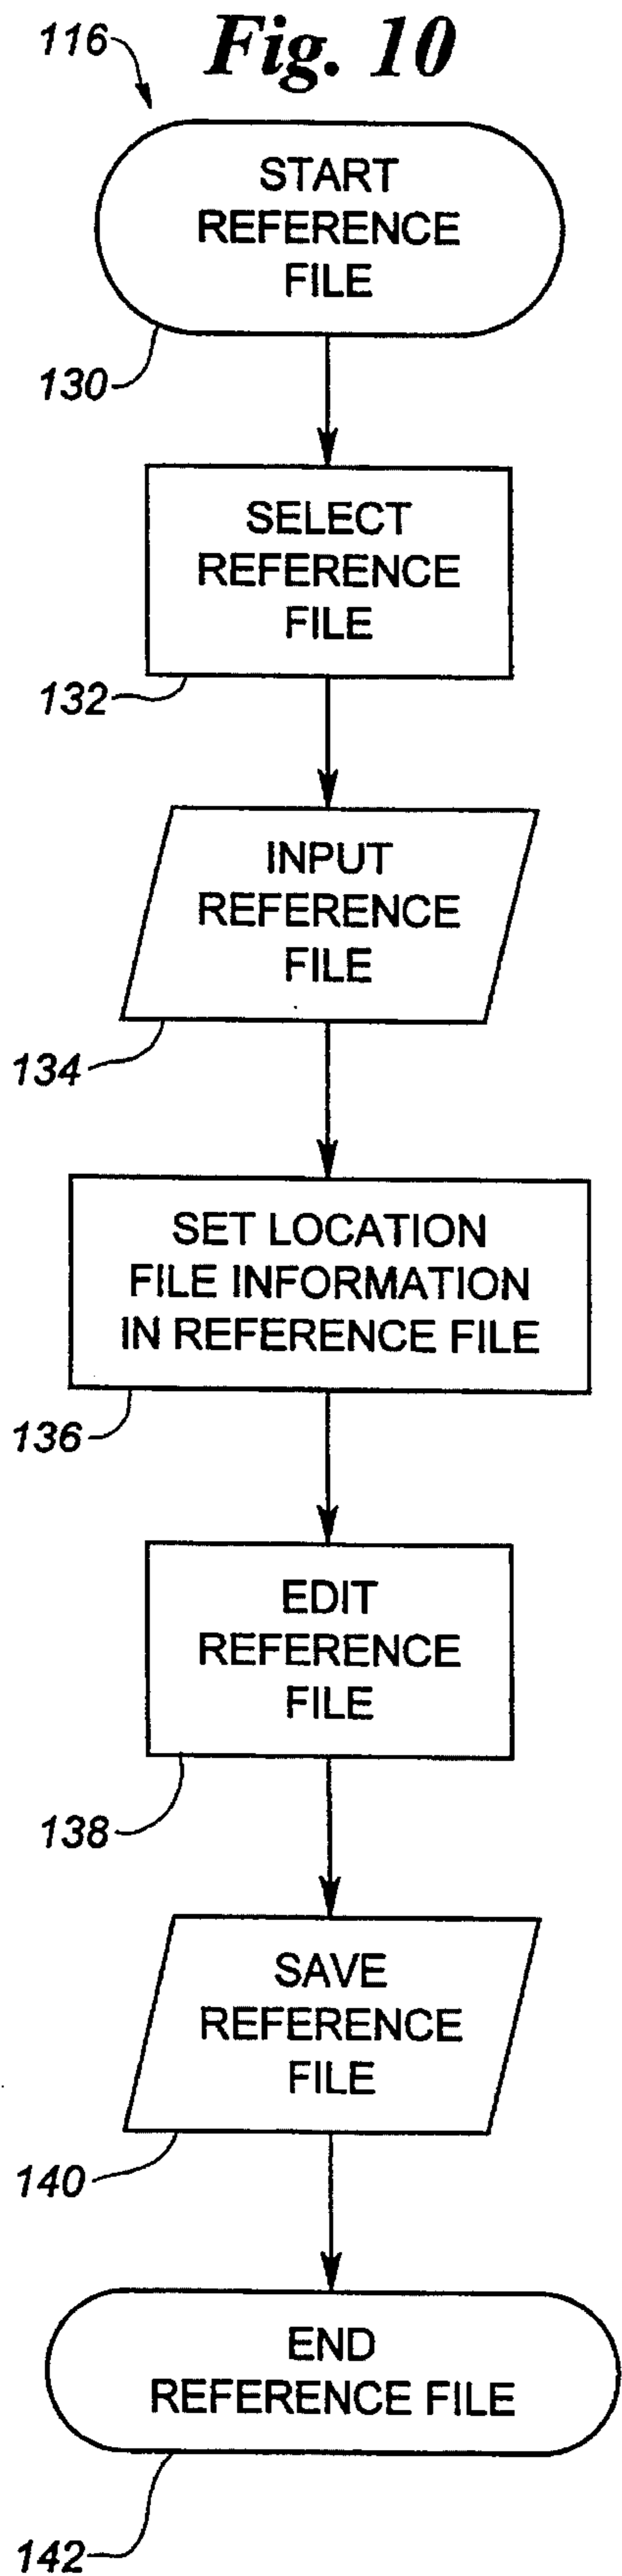 116
Fig. 10
START
REFERENCE
FILE
130
SELECT
REFERENCE
FILE
132
INPUT
REFERENCE
FILE
134
SET LOCATION
FILE INFORMATION
IN REFERENCE FILE
136
EDIT
REFERENCE
FILE
138
SAVE
REFERENCE
FILE
140
END
REFERENCE FILE
142